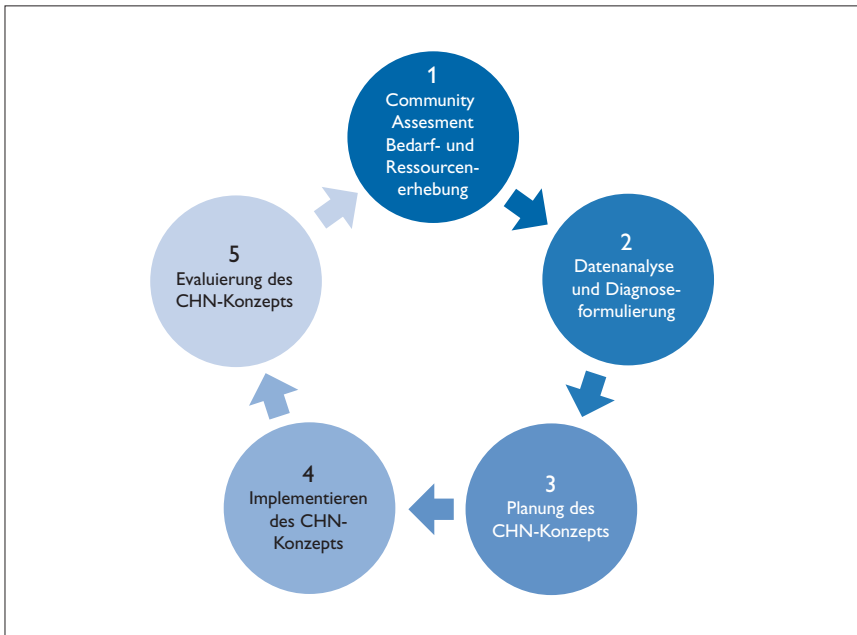 1
Community
Assesment
Bedarf- und
Ressourcen-
erhebung
2
Datenanalyse
und Diagnose-
formulierung
3
Planung des
CHN-Konzepts
4
Implementieren
des CHN-
Konzepts
5
Evaluierung des
CHN-Konzepts